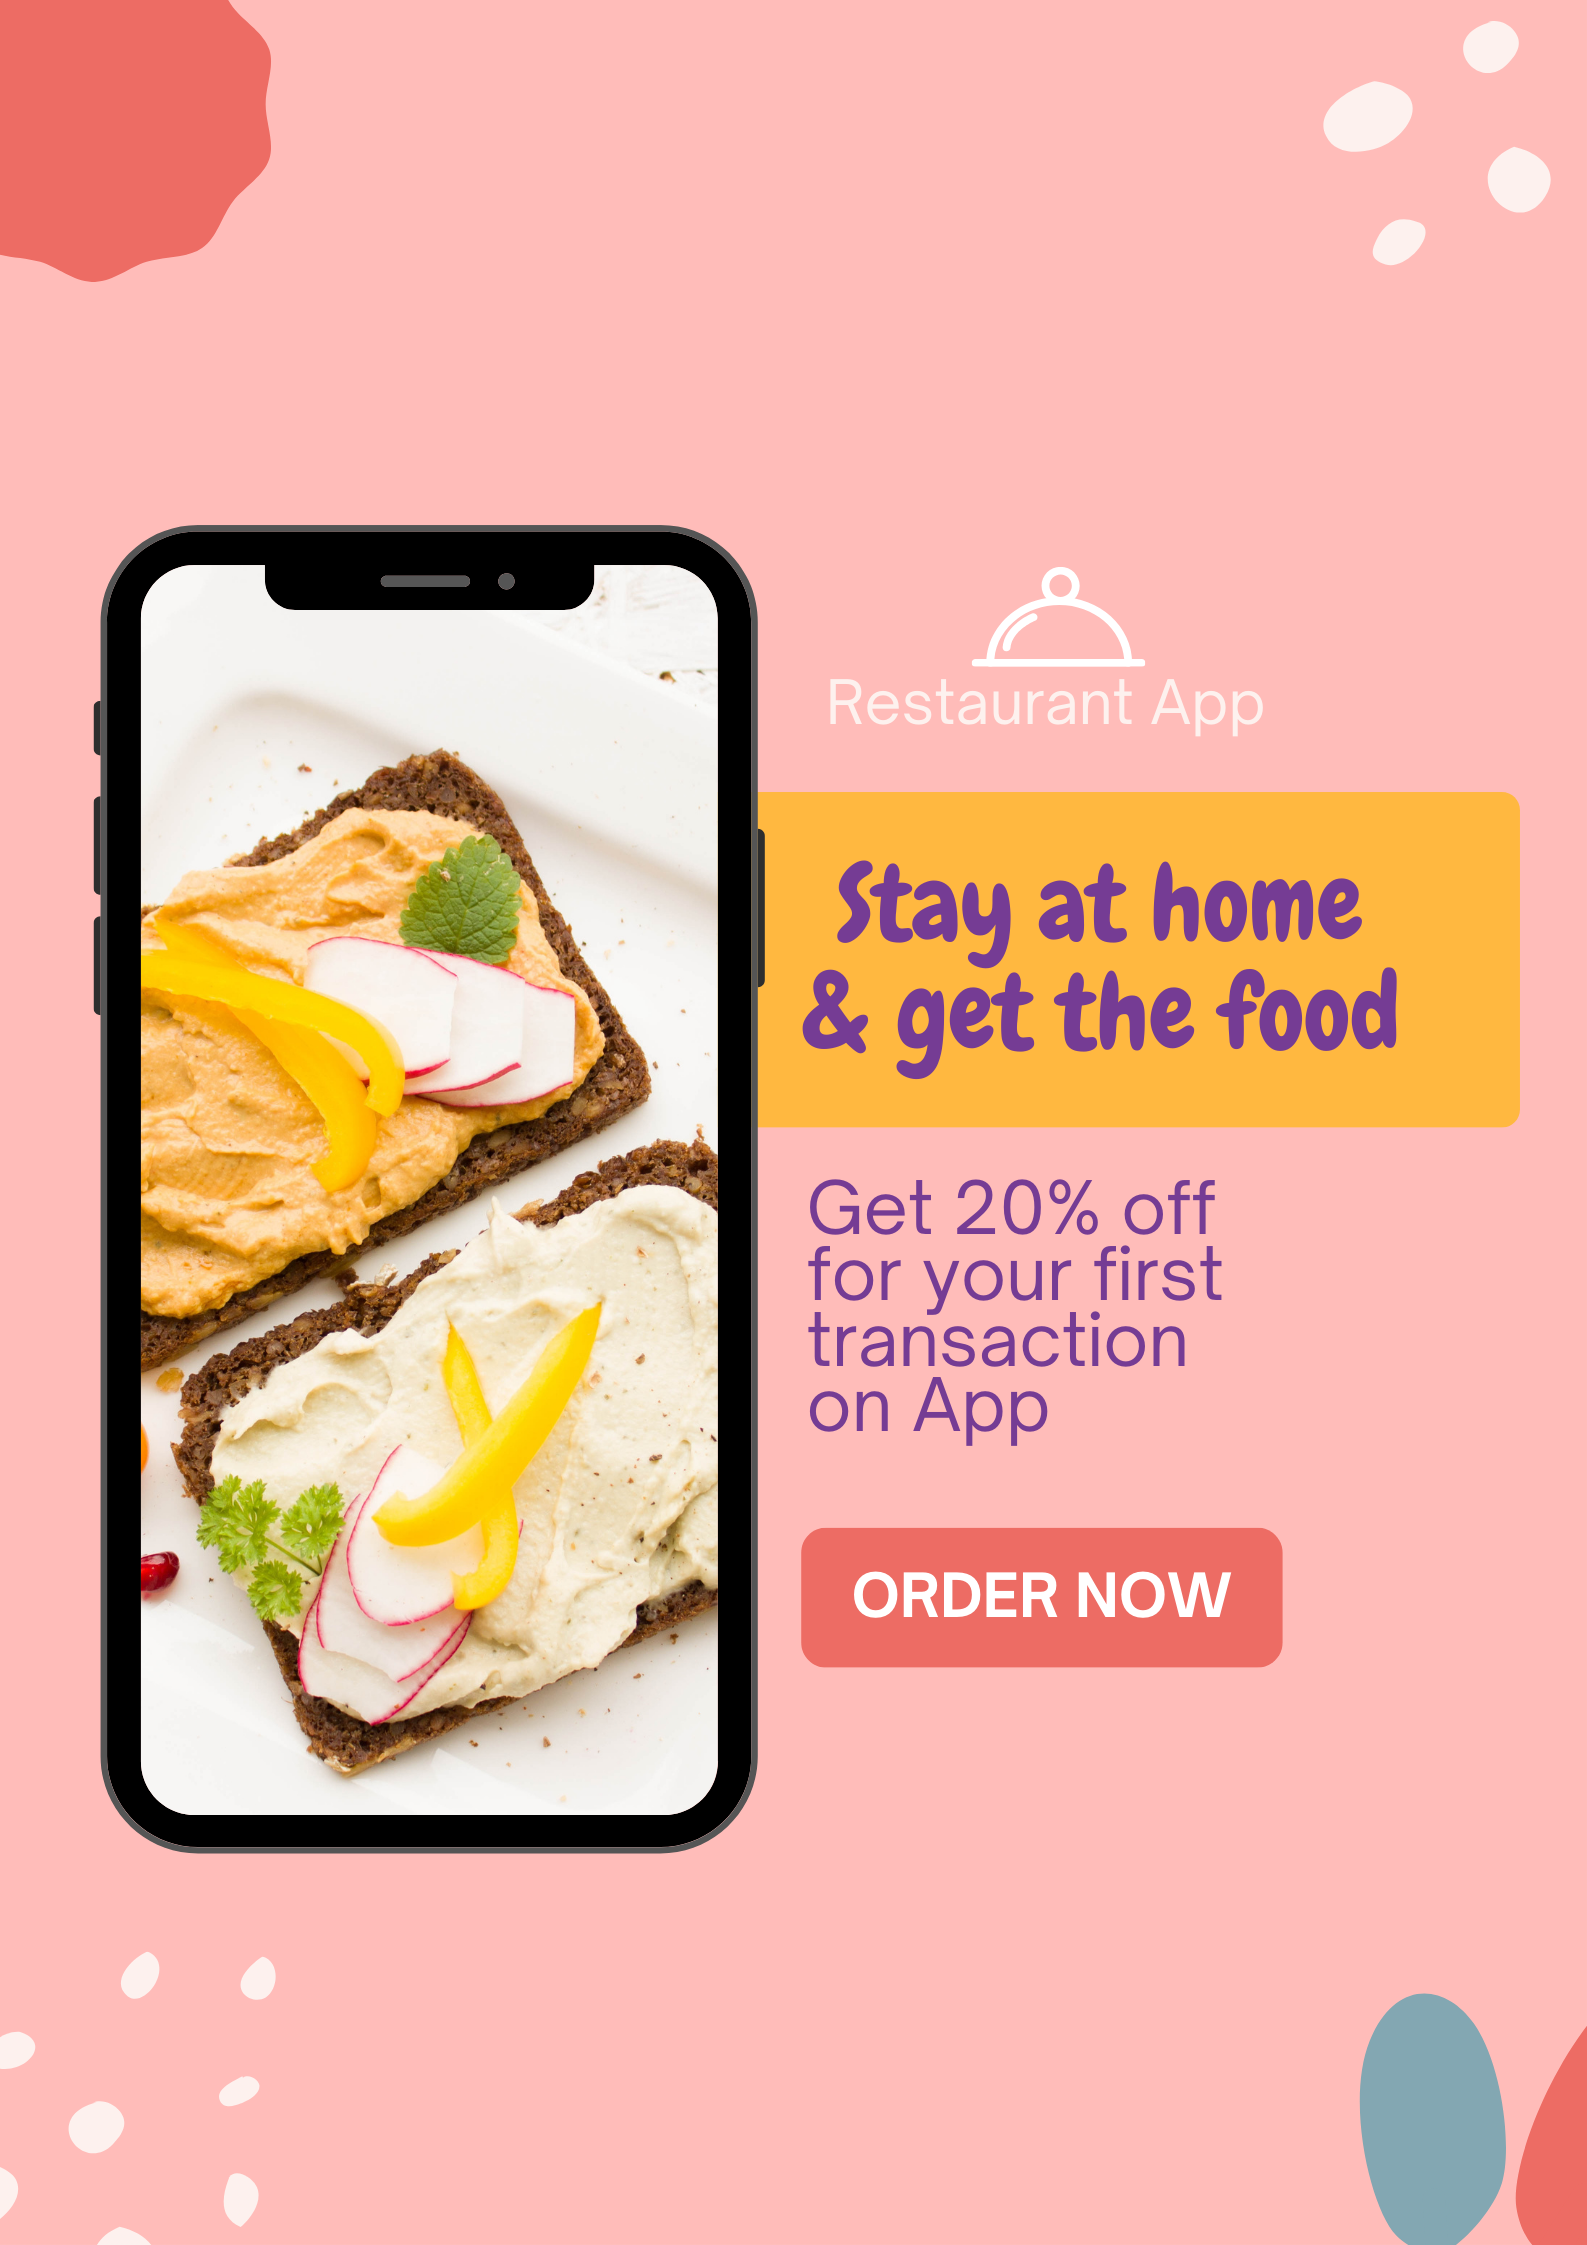 Restaurant App
Stay at home
& get the food
Get 20% off
for your first
transaction
on App
ORDER NOW